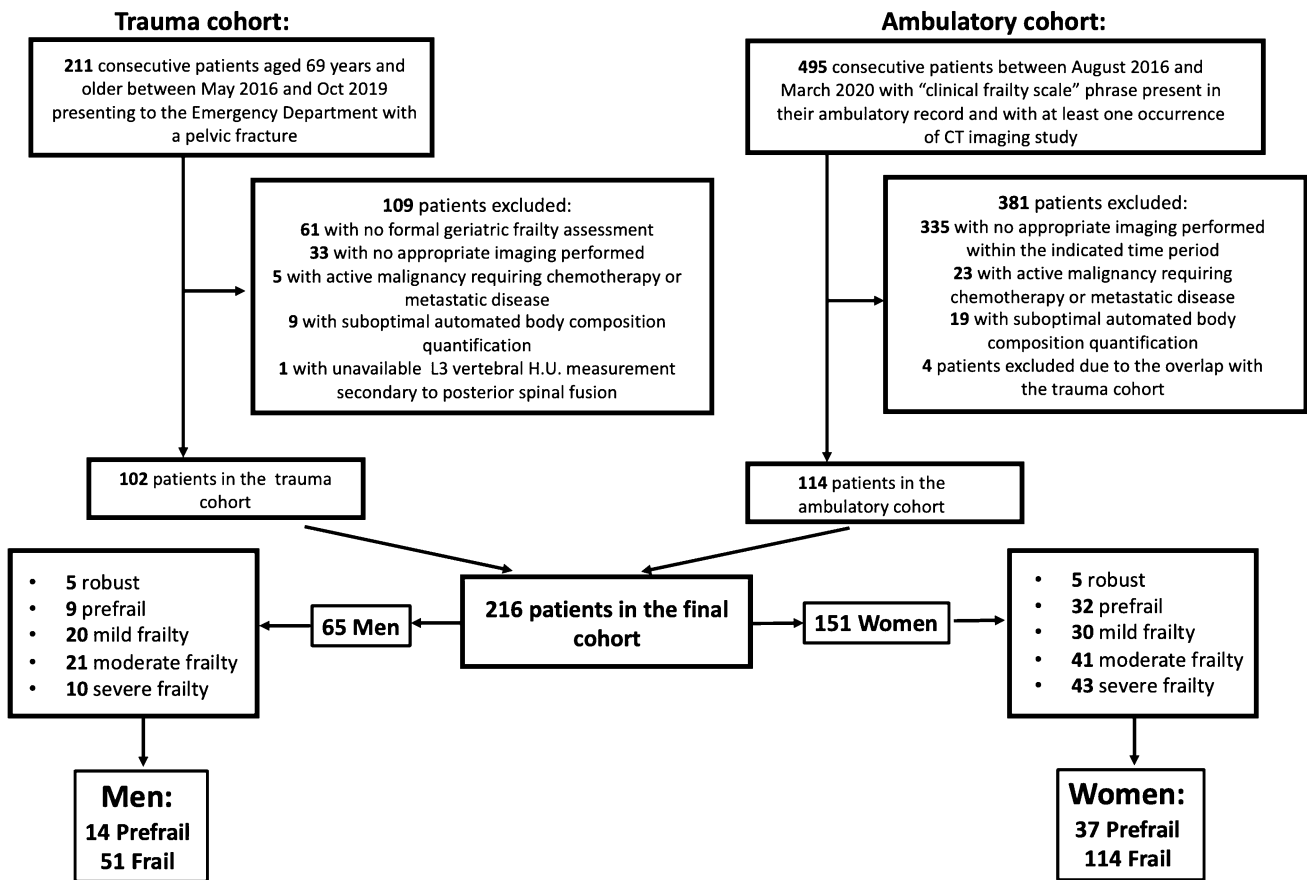 Trauma cohort:
211 consecutive patients aged 69 years and
older between May 2016 and Oct 2019
presenting to the Emergency Department with
a pelvic fracture
109 patients excluded:
61 with no formal geriatric frailty assessment
33 with no appropriate imaging performed
5 with active malignancy requiring chemotherapy or
metastatic disease
9 with suboptimal automated body composition
quantification
1 with unavailable L3 vertebral H.U. measurement
secondary to posterior spinal fusion
102 patients in the trauma
cohort
Ambulatory cohort:
495 consecutive patients between August 2016 and
March 2020 with “clinical frailty scale” phrase present in
their ambulatory record and with at least one occurrence
of CT imaging study
381 patients excluded:
335 with no appropriate imaging performed
within the indicated time period
23 with active malignancy requiring
chemotherapy or metastatic disease
19 with suboptimal automated body
composition quantification
4 patients excluded due to the overlap with
the trauma cohort
114 patients in the
ambulatory cohort
216 patients in the final
cohort
65 Men
• 5 robust
• 9 prefrail
• 20 mild frailty
• 21 moderate frailty
• 10 severe frailty
Men:
14 Prefrail
51 Frail
151 Women
• 5 robust
• 32 prefrail
• 30 mild frailty
• 41 moderate frailty
• 43 severe frailty
Women:
37 Prefrail
114 Frail